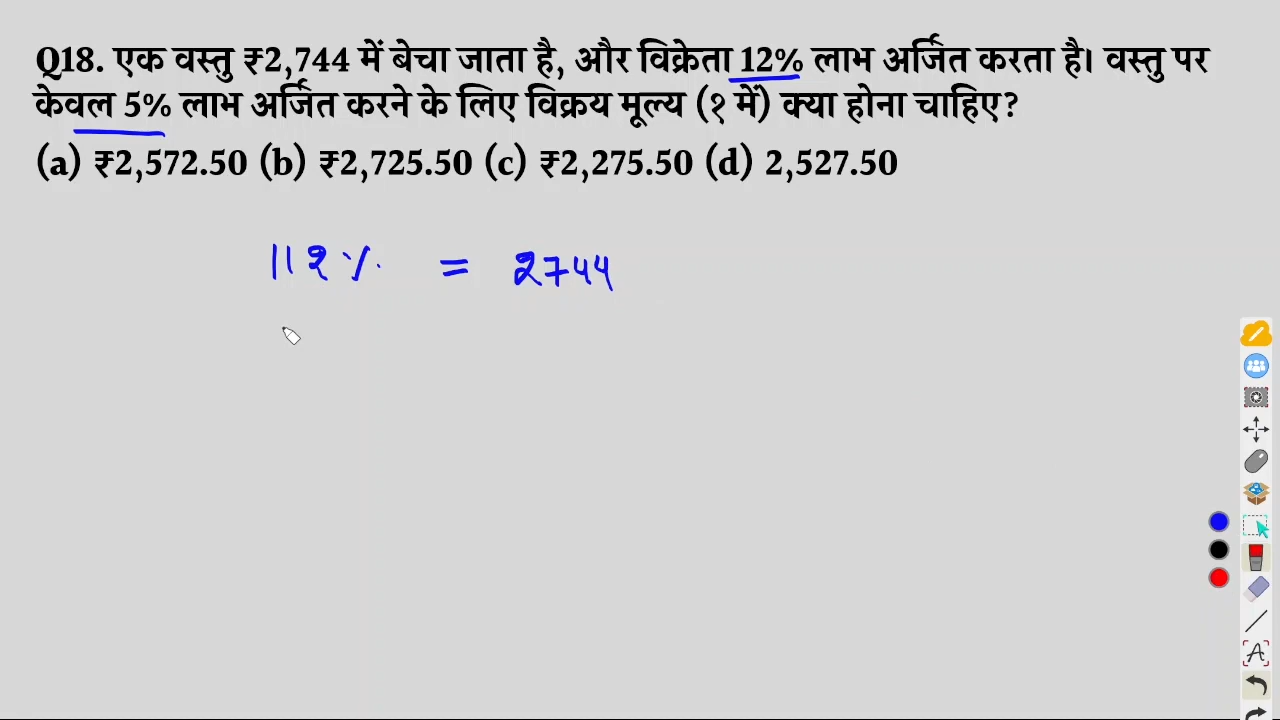 Q18. एक वस्तु ₹2,744 में बेचा जाता है, और विक्रेता 12% लाभ अर्जित करता है। वस्तु पर
केवल 5% लाभ अर्जित करने के लिए विक्रय मूल्य (१ में) क्या होना चाहिए?
(a) ₹2,572.50 (b) ₹2,725.50 (c) ₹2,275.50 (d) 2,527.50
112% = 2744